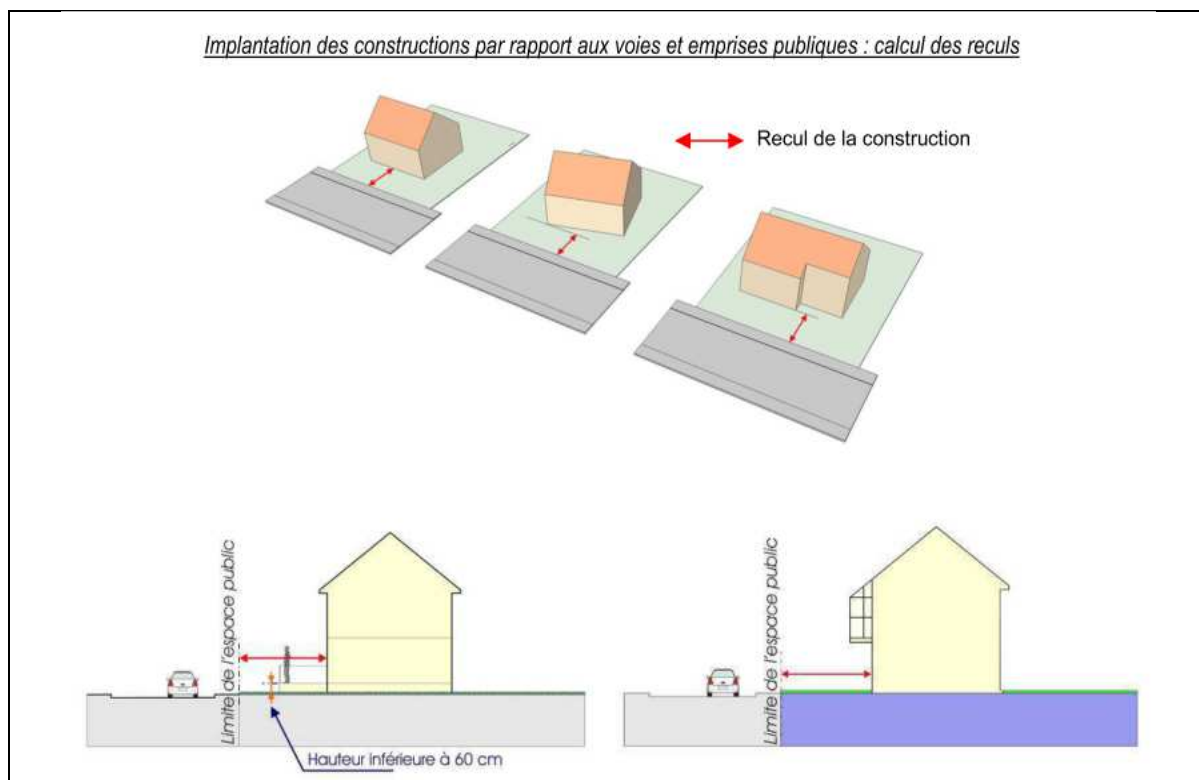 Implantation des constructions par rapport aux voies et emprises publiques : calcul des reculs
Recul de la construction
Limite de l'espace public
Hauteur inférieure à 60 cm
Limite de l'espace public